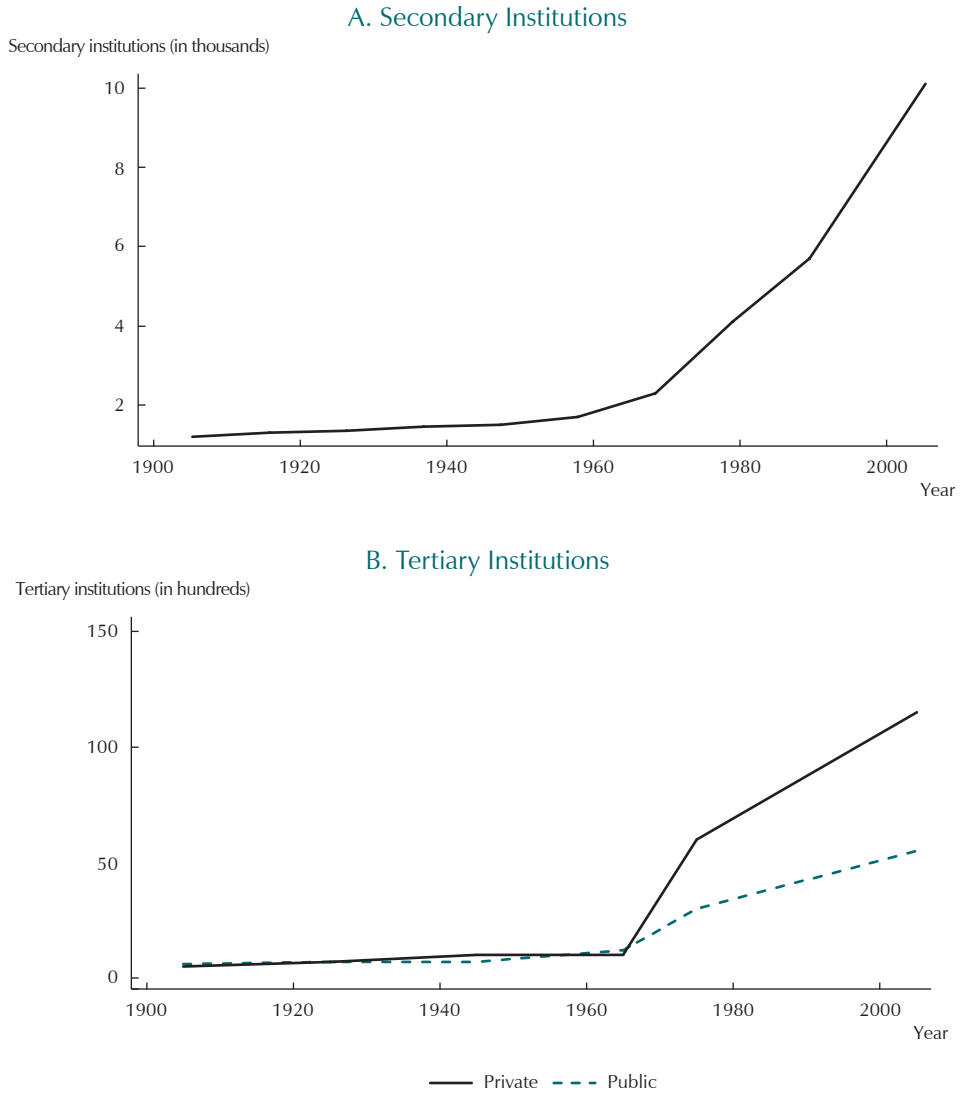 A. Secondary Institutions
Secondary institutions (in thousands)
10
8
6
4
2
1900 1920 1940 1960 1980 2000
Year
B. Tertiary Institutions
Tertiary institutions (in hundreds)
150
100
50
0
1900 1920 1940 1960 1980 2000
Year
Private Public